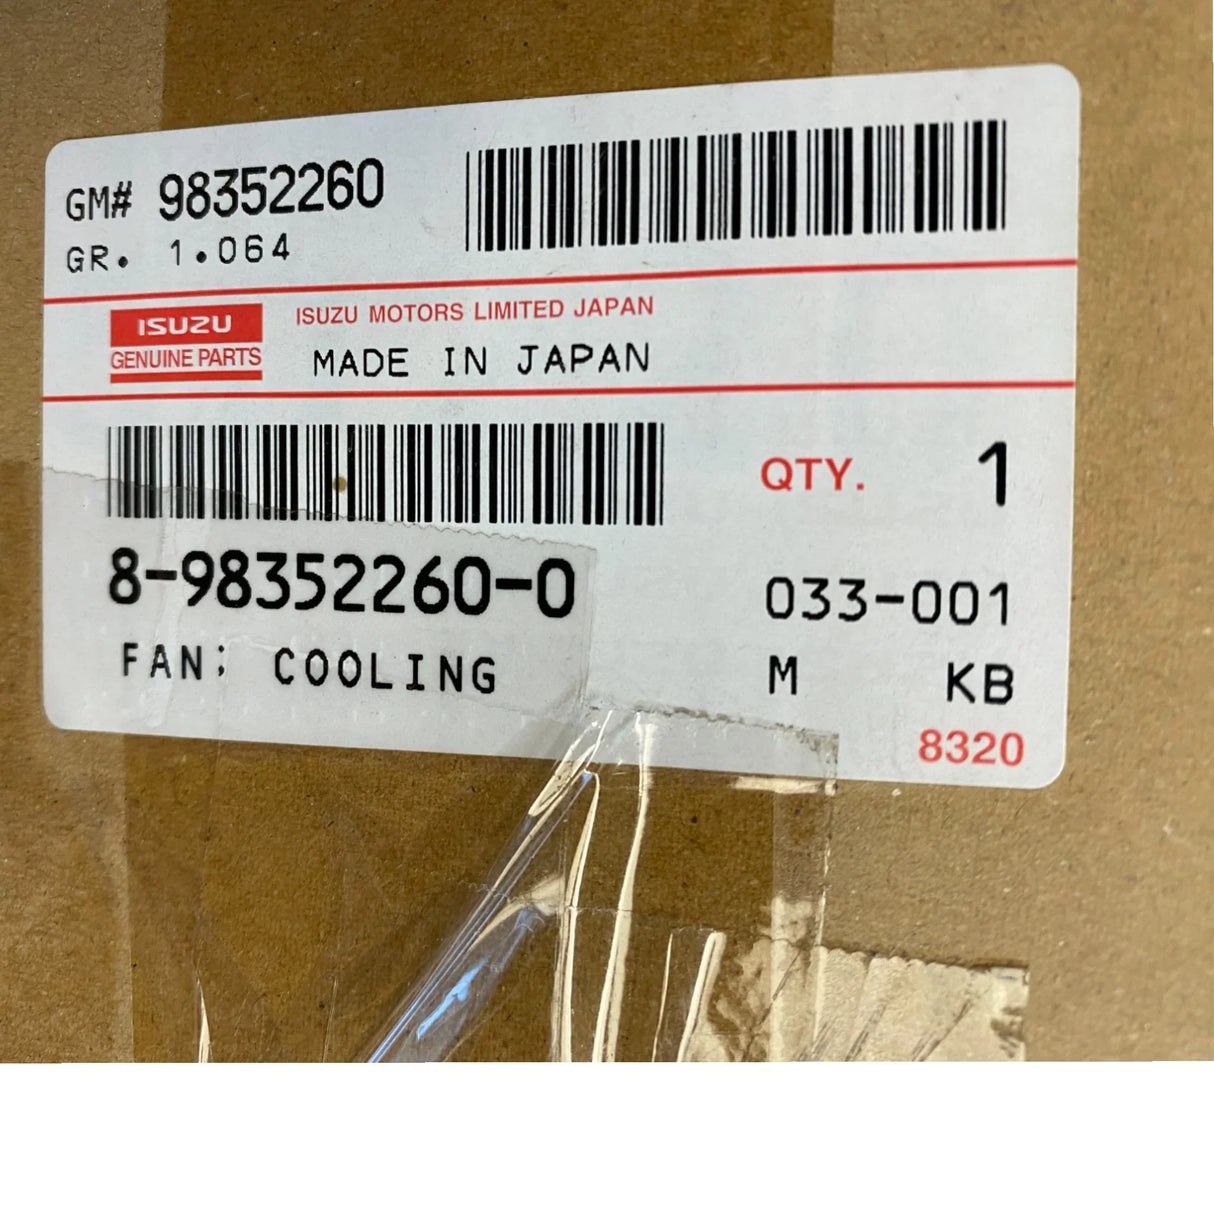 GM# 98352260
GR. 1.064
ISUZU
GENUINE PARTS
ISUZU MOTORS LIMITED JAPAN
MADE IN JAPAN
QTY. 1
8-98352260-0
033-001
FAN; COOLING
M KB
8320